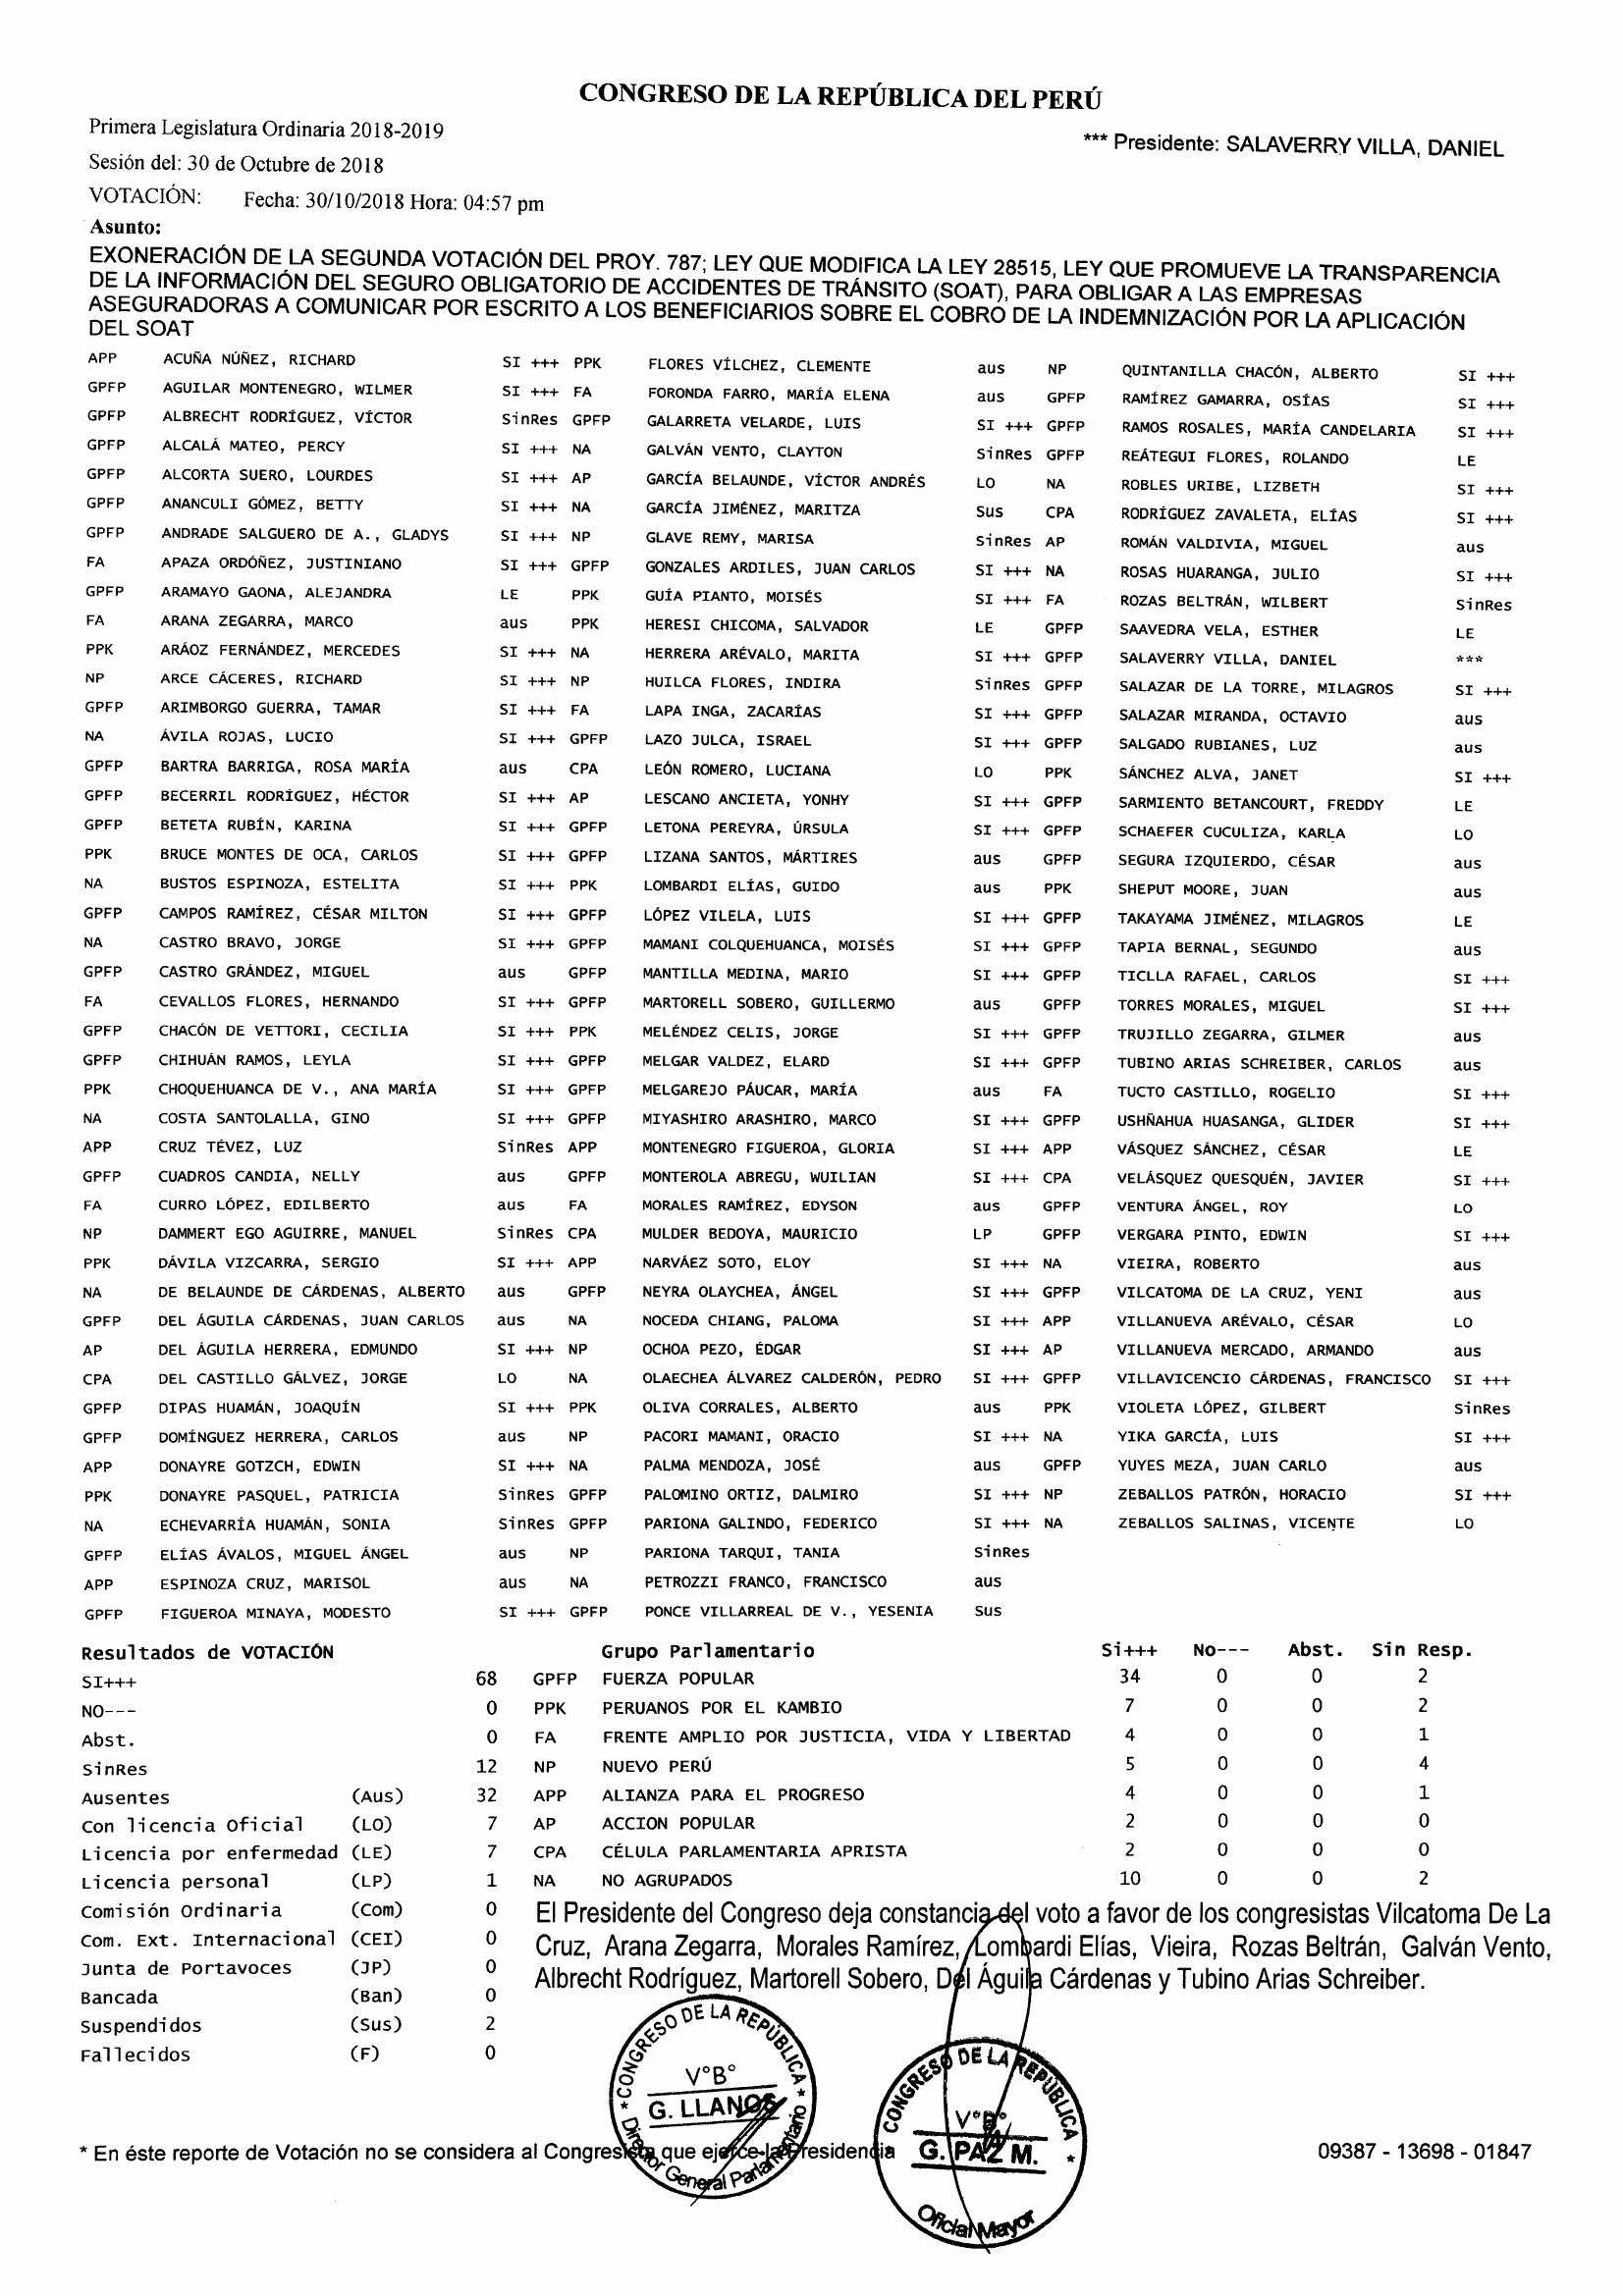 CONGRESO DE LA REPÚBLICA DEL PERÚ
Primera Legislatura Ordinaria 2018-2019
*** Presidente: SALAVERRY VILLA, DANIEL
Sesión del: 30 de Octubre de 2018
VOTACIÓN: Fecha: 30/10/2018 Hora: 04:57 pm
Asunto:
EXONERACIÓN DE LA SEGUNDA VOTACIÓN DEL PROY. 787; LEY QUE MODIFICA LA LEY 28515, LEY QUE PROMUEVE LA TRANSPARENCIA
DE LA INFORMACIÓN DEL SEGURO OBLIGATORIO DE ACCIDENTES DE TRÁNSITO (SOAT), PARA OBLIGAR A LAS EMPRESAS
ASEGURADORAS A COMUNICAR POR ESCRITO A LOS BENEFICIARIOS SOBRE EL COBRO DE LA INDEMNIZACIÓN POR LA APLICACIÓN
DEL SOAT
APP ACUÑA NÚÑEZ, RICHARD SI +++ PPK FLORES VÍLCHEZ, CLEMENTE aus NP QUINTANILLA CHACÓN, ALBERTO SI +++
GPFP AGUILAR MONTENEGRO, WILMER SI +++ FA FORONDA FARRO, MARÍA ELENA aus GPFP RAMÍREZ GAMARRA, OSÍAS SI +++
GPFP ALBRECHT RODRÍGUEZ, VÍCTOR SinRes GPFP GALARRETA VELARDE, LUIS SI +++ GPFP RAMOS ROSALES, MARÍA CANDELARIA SI +++
GPFP ALCALÁ MATEO, PERCY SI +++ NA GALVÁN VENTO, CLAYTON SinRes GPFP REÁTEGUI FLORES, ROLANDO LE
GPFP ALCORTA SUERO, LOURDES SI +++ AP GARCÍA BELAUNDE, VÍCTOR ANDRÉS LO NA ROBLES URIBE, LIZBETH SI +++
GPFP ANANCULI GÓMEZ, BETTY SI +++ NA GARCÍA JIMÉNEZ, MARITZA Sus CPA RODRÍGUEZ ZAVALETA, ELÍAS SI +++
GPFP ANDRADE SALGUERO DE A., GLADYS SI +++ NP GLAVE REMY, MARISA SinRes AP ROMÁN VALDIVIA, MIGUEL aus
FA APAZA ORDÓÑEZ, JUSTINIANO SI +++ GPFP GONZALES ARDILES, JUAN CARLOS SI +++ NA ROSAS HUARANGA, JULIO SI +++
GPFP ARAMAYO GAONA, ALEJANDRA LE PPK GUÍA PIANTO, MOISÉS SI +++ FA ROZAS BELTRÁN, WILBERT SinRes
FA ARANA ZEGARRA, MARCO aus PPK HERESI CHICOMA, SALVADOR LE GPFP SAAVEDRA VELA, ESTHER LE
PPK ARÁOZ FERNÁNDEZ, MERCEDES SI +++ NA HERRERA ARÉVALO, MARITA SI +++ GPFP SALAVERRY VILLA, DANIEL ***
NP ARCE CÁCERES, RICHARD SI +++ NP HUILCA FLORES, INDIRA SinRes GPFP SALAZAR DE LA TORRE, MILAGROS SI +++
GPFP ARIMBORGO GUERRA, TAMAR SI +++ FA LAPA INGA, ZACARÍAS SI +++ GPFP SALAZAR MIRANDA, OCTAVIO aus
NA ÁVILA ROJAS, LUCIO SI +++ GPFP LAZO JULCA, ISRAEL SI +++ GPFP SALGADO RUBIANES, LUZ aus
GPFP BARTRA BARRIGA, ROSA MARÍA aus CPA LEÓN ROMERO, LUCIANA LO PPK SÁNCHEZ ALVA, JANET SI +++
GPFP BECERRIL RODRÍGUEZ, HÉCTOR SI +++ AP LESCANO ANCIETA, YONHY SI +++ GPFP SARMIENTO BETANCOURT, FREDDY LE
GPFP BETETA RUBÍN, KARINA SI +++ GPFP LETONA PEREYRA, ÚRSULA SI +++ GPFP SCHAEFER CUCULIZA, KARLA LO
PPK BRUCE MONTES DE OCA, CARLOS SI +++ GPFP LIZANA SANTOS, MÁRTIRES aus GPFP SEGURA IZQUIERDO, CÉSAR aus
NA BUSTOS ESPINOZA, ESTELITA SI +++ PPK LOMBARDI ELÍAS, GUIDO aus PPK SHEPUT MOORE, JUAN aus
GPFP CAMPOS RAMÍREZ, CÉSAR MILTON SI +++ GPFP LÓPEZ VILELA, LUIS SI +++ GPFP TAKAYAMA JIMÉNEZ, MILAGROS LE
NA CASTRO BRAVO, JORGE SI +++ GPFP MAMANI COLQUEHUANCA, MOISÉS SI +++ GPFP TAPIA BERNAL, SEGUNDO aus
GPFP CASTRO GRÁNDEZ, MIGUEL aus GPFP MANTILLA MEDINA, MARIO SI +++ GPFP TICLLA RAFAEL, CARLOS SI +++
FA CEVALLOS FLORES, HERNANDO SI +++ GPFP MARTORELL SOBERO, GUILLERMO aus GPFP TORRES MORALES, MIGUEL SI +++
GPFP CHACÓN DE VETTORI, CECILIA SI +++ PPK MELÉNDEZ CELIS, JORGE SI +++ GPFP TRUJILLO ZEGARRA, GILMER aus
GPFP CHIHUÁN RAMOS, LEYLA SI +++ GPFP MELGAR VALDEZ, ELARD SI +++ GPFP TUBINO ARIAS SCHREIBER, CARLOS aus
PPK CHOQUEHUANCA DE V., ANA MARÍA SI +++ GPFP MELGAREJO PÁUCAR, MARÍA aus FA TUCTO CASTILLO, ROGELIO SI +++
NA COSTA SANTOLALLA, GINO SI +++ GPFP MIYASHIRO ARASHIRO, MARCO SI +++ GPFP USHÑAHUA HUASANGA, GLIDER SI +++
APP CRUZ TÉVEZ, LUZ SinRes APP MONTENEGRO FIGUEROA, GLORIA SI +++ APP VÁSQUEZ SÁNCHEZ, CÉSAR LE
GPFP CUADROS CANDIA, NELLY aus GPFP MONTEROLA ABREGU, WUILIAN SI +++ CPA VELÁSQUEZ QUESQUÉN, JAVIER SI +++
FA CURRO LÓPEZ, EDILBERTO aus FA MORALES RAMÍREZ, EDYSON aus GPFP VENTURA ÁNGEL, ROY LO
NP DAMMERT EGO AGUIRRE, MANUEL SinRes CPA MULDER BEDOYA, MAURICIO LP GPFP VERGARA PINTO, EDWIN SI +++
PPK DÁVILA VIZCARRA, SERGIO SI +++ APP NARVÁEZ SOTO, ELOY SI +++ NA VIEIRA, ROBERTO aus
NA DE BELAUNDE DE CÁRDENAS, ALBERTO aus GPFP NEYRA OLAYCHEA, ÁNGEL SI +++ GPFP VILCATOMA DE LA CRUZ, YENI aus
GPFP DEL ÁGUILA CÁRDENAS, JUAN CARLOS aus NA NOCEDA CHIANG, PALOMA SI +++ APP VILLANUEVA ARÉVALO, CÉSAR LO
AP DEL ÁGUILA HERRERA, EDMUNDO SI +++ NP OCHOA PEZO, ÉDGAR SI +++ AP VILLANUEVA MERCADO, ARMANDO aus
CPA DEL CASTILLO GÁLVEZ, JORGE LO NA OLAECHEA ÁLVAREZ CALDERÓN, PEDRO SI +++ GPFP VILLAVICENCIO CÁRDENAS, FRANCISCO SI +++
GPFP DIPAS HUAMÁN, JOAQUÍN SI +++ PPK OLIVA CORRALES, ALBERTO aus PPK VIOLETA LÓPEZ, GILBERT SinRes
GPFP DOMÍNGUEZ HERRERA, CARLOS aus NP PACORI MAMANI, ORACIO SI +++ NA YIKA GARCÍA, LUIS SI +++
APP DONAYRE GOTZCH, EDWIN SI +++ NA PALMA MENDOZA, JOSÉ aus GPFP YUYES MEZA, JUAN CARLO aus
PPK DONAYRE PASQUEL, PATRICIA SinRes GPFP PALOMINO ORTIZ, DALMIRO SI +++ NP ZEBALLOS PATRÓN, HORACIO SI +++
NA ECHEVARRÍA HUAMÁN, SONIA SinRes GPFP PARIONA GALINDO, FEDERICO SI +++ NA ZEBALLOS SALINAS, VICENTE LO
GPFP ELÍAS ÁVALOS, MIGUEL ÁNGEL aus NP PARIONA TARQUI, TANIA SinRes
APP ESPINOZA CRUZ, MARISOL aus NA PETROZZI FRANCO, FRANCISCO aus
GPFP FIGUEROA MINAYA, MODESTO SI +++ GPFP PONCE VILLARREAL DE V., YESENIA Sus
Resultados de VOTACIÓN Grupo Parlamentario Si+++ No--- Abst. Sin Resp.
SI+++ 68 GPFP FUERZA POPULAR 34 0 0 2
NO--- 0 PPK PERUANOS POR EL KAMBIO 7 0 0 2
Abst. 0 FA FRENTE AMPLIO POR JUSTICIA, VIDA Y LIBERTAD 4 0 0 1
SinRes 12 NP NUEVO PERÚ 5 0 0 4
Ausentes (Aus) 32 APP ALIANZA PARA EL PROGRESO 4 0 0 1
Con licencia Oficial (LO) 7 AP ACCION POPULAR 2 0 0 0
Licencia por enfermedad (LE) 7 CPA CÉLULA PARLAMENTARIA APRISTA 2 0 0 0
Licencia personal (LP) 1 NA NO AGRUPADOS 10 0 0 2
Comisión Ordinaria (Com) 0
Com. Ext. Internacional (CEI) 0
Junta de Portavoces (JP) 0
Bancada (Ban) 0
Suspendidos (Sus) 2
Fallecidos (F) 0
El Presidente del Congreso deja constancia del voto a favor de los congresistas Vilcatoma De La
Cruz, Arana Zegarra, Morales Ramírez, Lombardi Elías, Vieira, Rozas Beltrán, Galván Vento,
Albrecht Rodríguez, Martorell Sobero, Del Águila Cárdenas y Tubino Arias Schreiber.
* CONGRESO DE LA REPÚBLICA *
V°B°
G. LLANOS
Director General Parlamentario
CONGRESO DE LA REPÚBLICA *
V°B°
G. PAZ M.
Oficial Mayor
* En éste reporte de Votación no se considera al Congresista que ejerce la Presidencia
09387 - 13698 - 01847